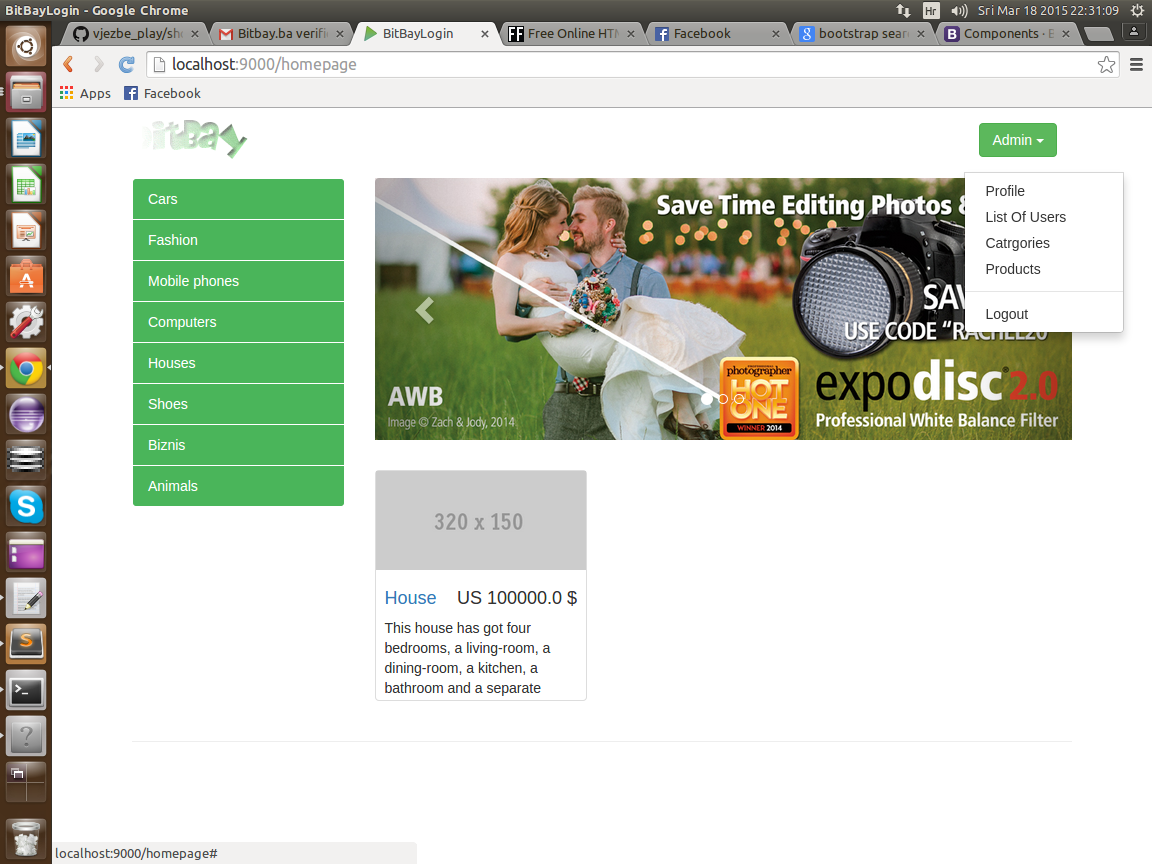 BitBayLogin - Google Chrome
Hr
Sri Mar 18 2015 22:31:09
vjezbe_play/sh
Bitbay.ba verifi
BitBayLogin
Free Online HT
Facebook
bootstrap sear
Components · B
localhost:9000/homepage
Apps
Facebook
bitBay
Admin
Profile
List Of Users
Catrgories
Products
Logout
Cars
Fashion
Mobile phones
Computers
Houses
Shoes
Biznis
Animals
Save Time Editing Photos &
SAV
USE CODE “RACHEL20
AWB
Image © Zach & Jody, 2014
photographer
HOT
ONE
WINNER 2014
expodisc® 2.0
Professional White Balance Filter
320 x 150
House US 100000.0 $
This house has got four
bedrooms, a living-room, a
dining-room, a kitchen, a
bathroom and a separate
localhost:9000/homepage#